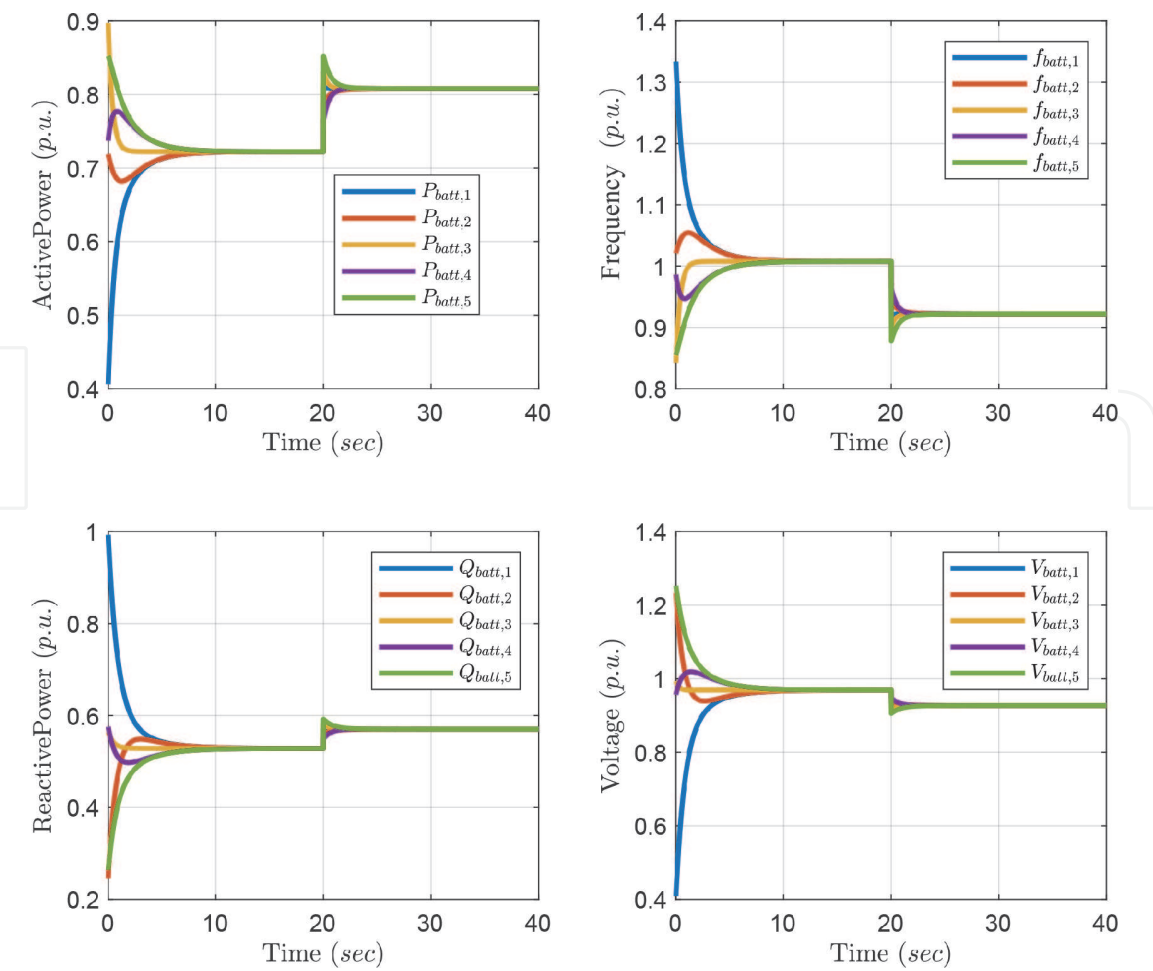 0.9
0.8
0.7
0.6
0.5
0.4
ActivePower (p.u.)
P_batt,1
P_batt,2
P_batt,3
P_batt,4
P_batt,5
0 10 20 30 40
Time (sec)
1.4
1.3
1.2
1.1
1
0.9
0.8
Frequency (p.u.)
f_batt,1
f_batt,2
f_batt,3
f_batt,4
f_batt,5
0 10 20 30 40
Time (sec)
1
0.8
0.6
0.4
0.2
ReactivePower (p.u.)
Q_batt,1
Q_batt,2
Q_batt,3
Q_batt,4
Q_batt,5
0 10 20 30 40
Time (sec)
1.4
1.2
1
0.8
0.6
0.4
Voltage (p.u.)
V_batt,1
V_batt,2
V_batt,3
V_batt,4
V_batt,5
0 10 20 30 40
Time (sec)